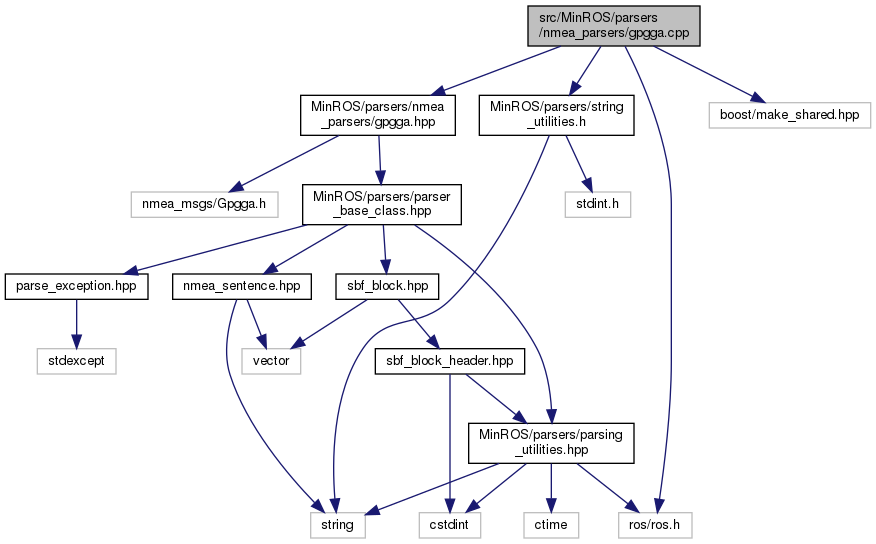 src/MinROS/parsers
/nmea_parsers/gpgga.cpp
MinROS/parsers/nmea
_parsers/gpgga.hpp
MinROS/parsers/string
_utilities.h
boost/make_shared.hpp
nmea_msgs/Gpgga.h
MinROS/parsers/parser
_base_class.hpp
stdint.h
parse_exception.hpp
nmea_sentence.hpp
sbf_block.hpp
stdexcept
vector
sbf_block_header.hpp
MinROS/parsers/parsing
_utilities.hpp
string
cstdint
ctime
ros/ros.h